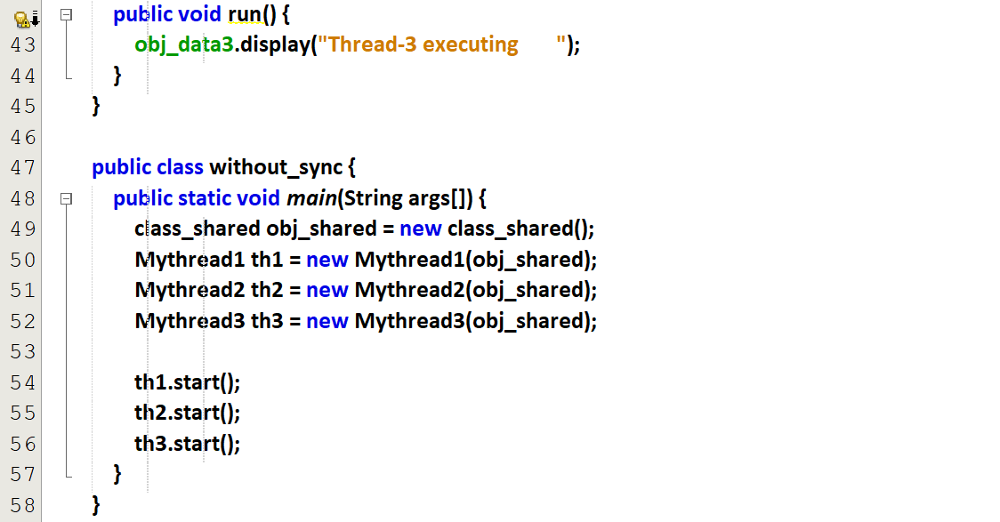 public void run() {
43 obj_data3.display("Thread-3 executing      ");
44 }
45 }
46
47 public class without_sync {
48 public static void main(String args[]) {
49 class_shared obj_shared = new class_shared();
50 Mythread1 th1 = new Mythread1(obj_shared);
51 Mythread2 th2 = new Mythread2(obj_shared);
52 Mythread3 th3 = new Mythread3(obj_shared);
53
54 th1.start();
55 th2.start();
56 th3.start();
57 }
58 }